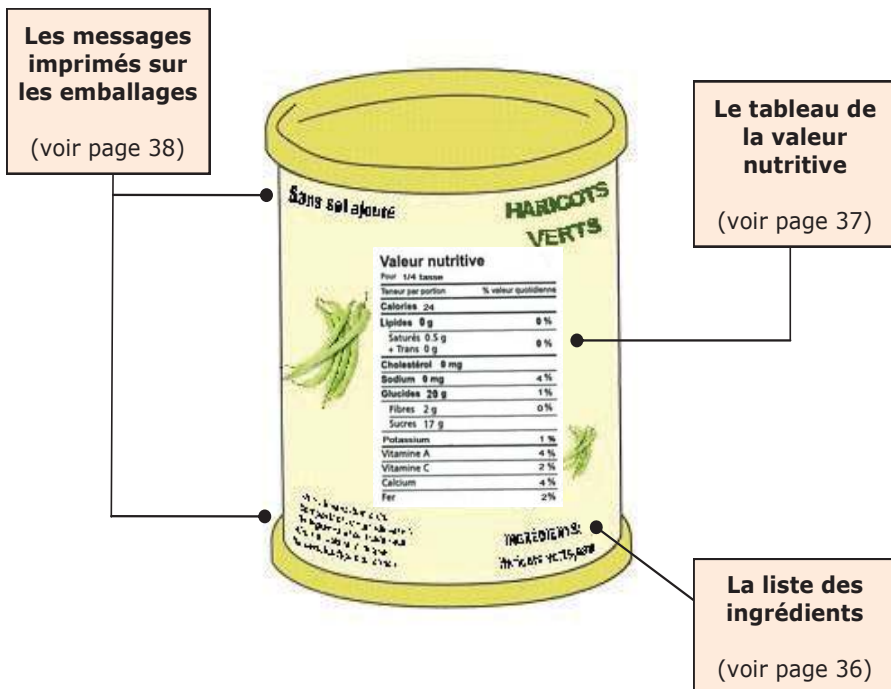 Les messages
imprimés sur
les emballages
(voir page 38)
Le tableau de
la valeur
nutritive
(voir page 37)
Sans sel ajouté
HARICOTS
VERTS
Valeur nutritive
Pour 1/4 tasse
Teneur par portion % valeur quotidienne
Calories 24
Lipides 0 g 0 %
Saturés 0.5 g
+ Trans 0 g 0 %
Cholestérol 0 mg
Sodium 0 mg 4 %
Glucides 20 g 1 %
Fibres 2 g 0 %
Sucres 17 g
Potassium 1 %
Vitamine A 4 %
Vitamine C 2 %
Calcium 4 %
Fer 2%
INGRÉDIENTS:
Haricots verts,
La liste des
ingrédients
(voir page 36)